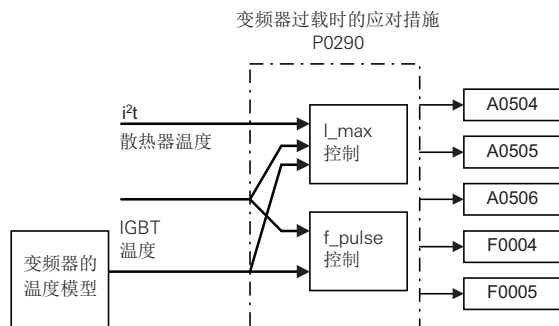 变频器过载时的应对措施
P0290
i²t
散热器温度
I_max
控制
IGBT
温度
f_pulse
控制
变频器的
温度模型
A0504
A0505
A0506
F0004
F0005